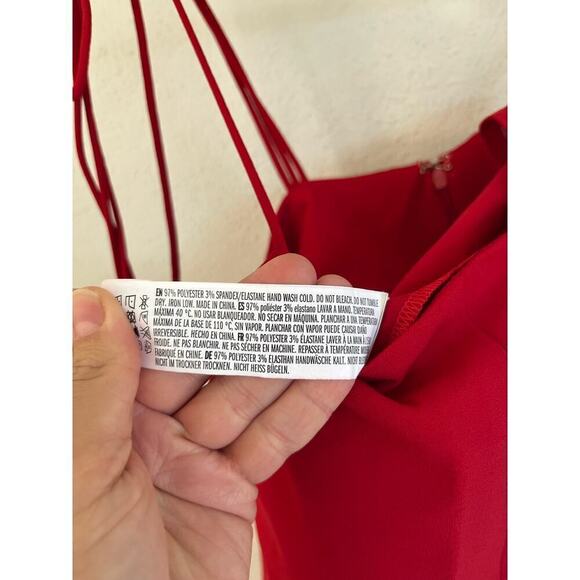 EN 97% POLYESTER 3% SPANDEX/ELASTANE HAND WASH COLD. DO NOT BLEACH. DO NOT TUMBLE
DRY. IRON LOW. MADE IN CHINA. ES 97% poliéster 3% elastano LAVAR A MANO. TEMPERATURA
MÁXIMA 40 °C. NO USAR BLANQUEADOR. NO SECAR EN MÁQUINA. PLANCHAR A TEMPERATURA
MÁXIMA DE LA BASE DE 110 °C, SIN VAPOR. PLANCHAR CON VAPOR PUEDE CAUSAR DAÑO
IRREVERSIBLE. HECHO EN CHINA. FR 97% POLYESTER 3% ÉLASTANE LAVER À LA MAIN À L'EAU
FROIDE. NE PAS BLANCHIR. NE PAS SÉCHER EN MACHINE. REPASSER À TEMPÉRATURE
FABRIQUÉ EN CHINE. DE 97% POLYESTER 3% ELASTHAN HANDWÄSCHE KALT. NICHT
NICHT IM TROCKNER TROCKNEN. NICHT HEISS BÜGELN.